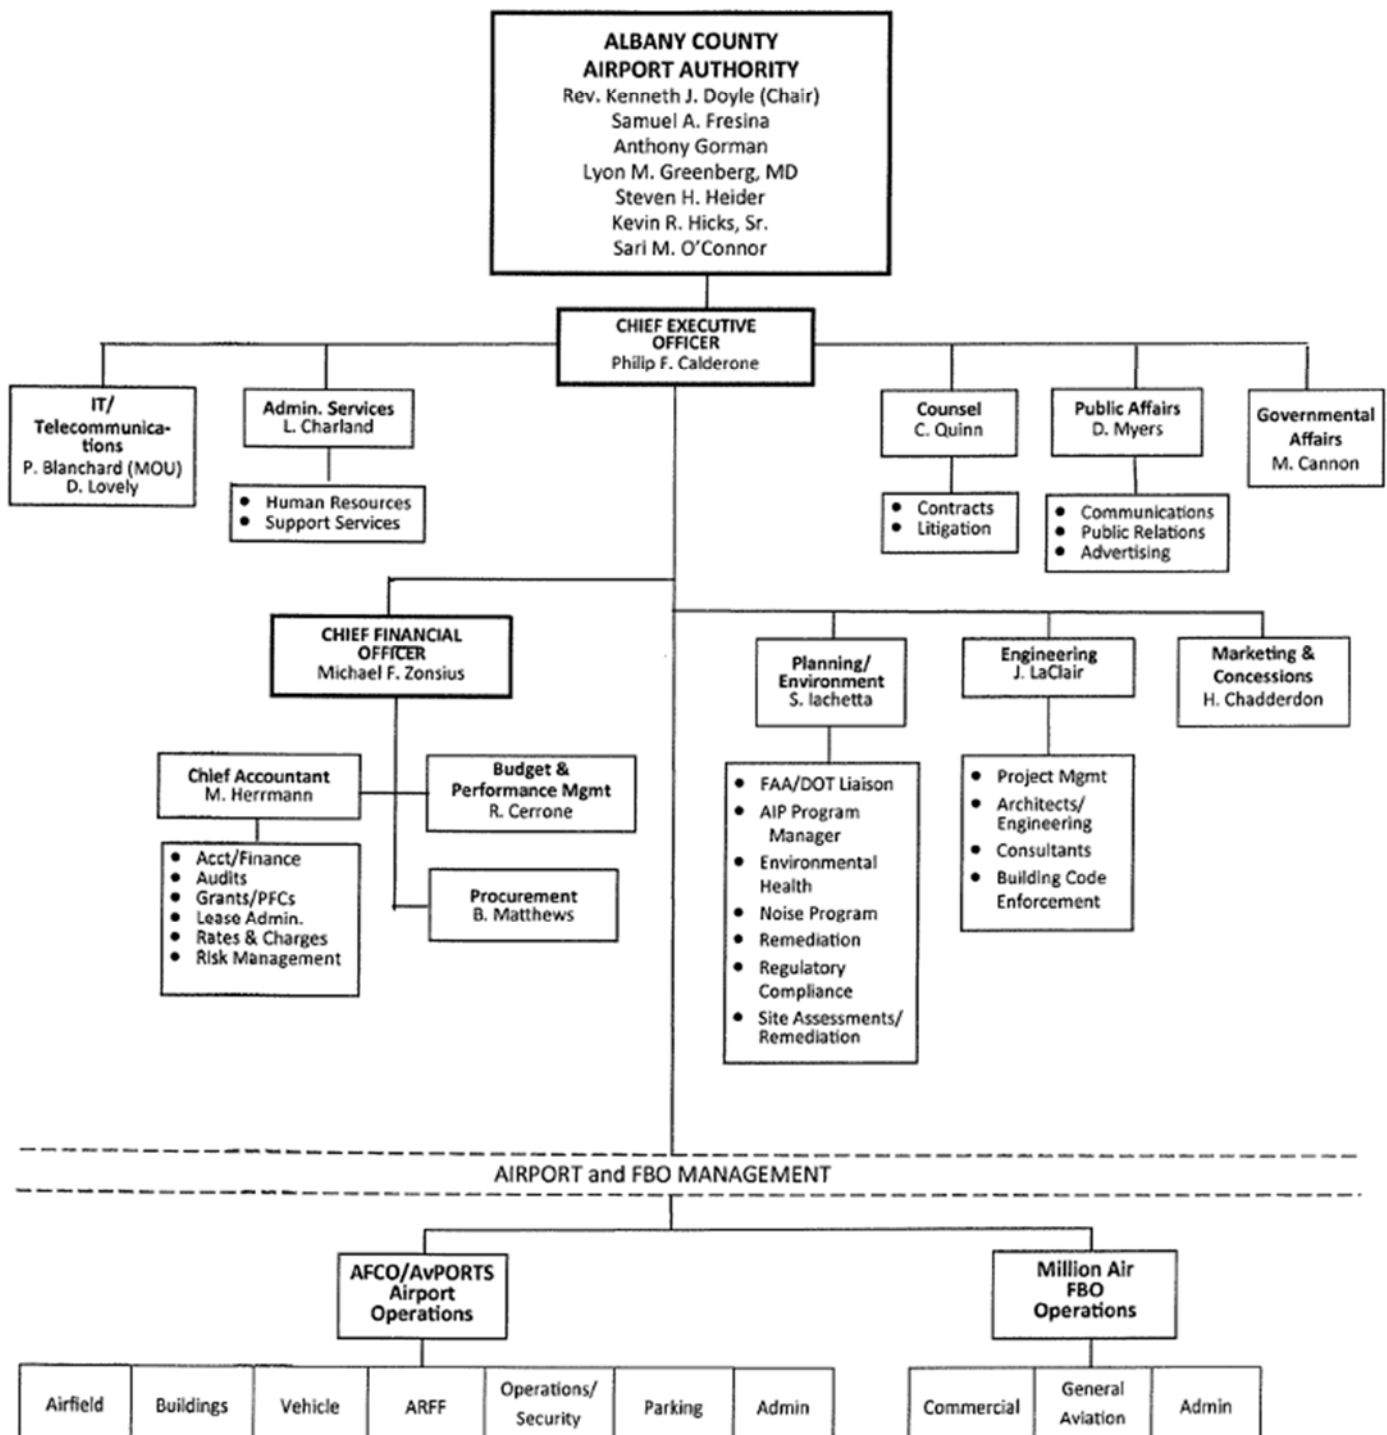 ALBANY COUNTY
AIRPORT AUTHORITY
Rev. Kenneth J. Doyle (Chair)
Samuel A. Fresina
Anthony Gorman
Lyon M. Greenberg, MD
Steven H. Heider
Kevin R. Hicks, Sr.
Sari M. O'Connor
CHIEF EXECUTIVE
OFFICER
Philip F. Calderone
IT/
Telecommunica-
tions
P. Blanchard (MOU)
D. Lovely
Admin. Services
L. Charland
• Human Resources
• Support Services
Counsel
C. Quinn
• Contracts
• Litigation
Public Affairs
D. Myers
• Communications
• Public Relations
• Advertising
Governmental
Affairs
M. Cannon
CHIEF FINANCIAL
OFFICER
Michael F. Zonsius
Chief Accountant
M. Herrmann
• Acct/Finance
• Audits
• Grants/PFCs
• Lease Admin.
• Rates & Charges
• Risk Management
Budget &
Performance Mgmt
R. Cerrone
Procurement
B. Matthews
Planning/
Environment
S. Iachetta
• FAA/DOT Liaison
• AIP Program
Manager
• Environmental
Health
• Noise Program
• Remediation
• Regulatory
Compliance
• Site Assessments/
Remediation
Engineering
J. LaClair
• Project Mgmt
• Architects/
Engineering
• Consultants
• Building Code
Enforcement
Marketing &
Concessions
H. Chadderdon
AIRPORT and FBO MANAGEMENT
AFCO/AvPORTS
Airport
Operations
Airfield
Buildings
Vehicle
ARFF
Operations/
Security
Parking
Admin
Million Air
FBO
Operations
Commercial
General
Aviation
Admin